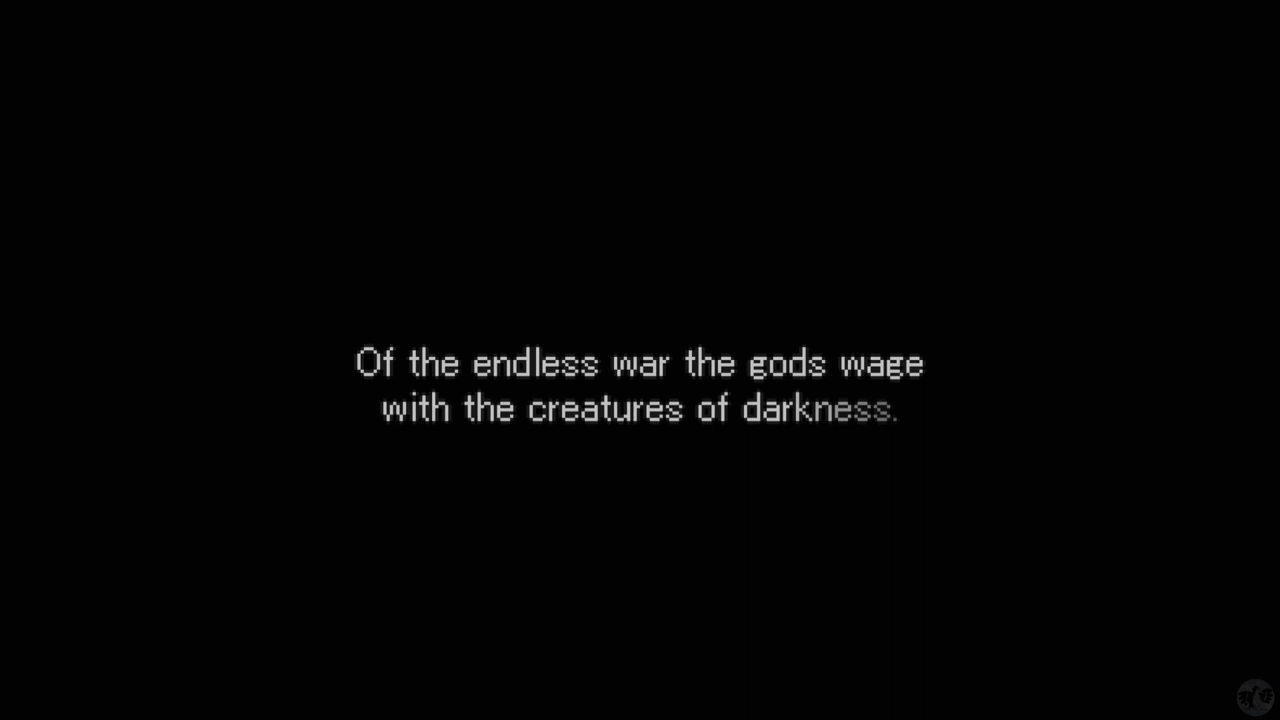 Of the endless war the gods wage
with the creatures of darkness.